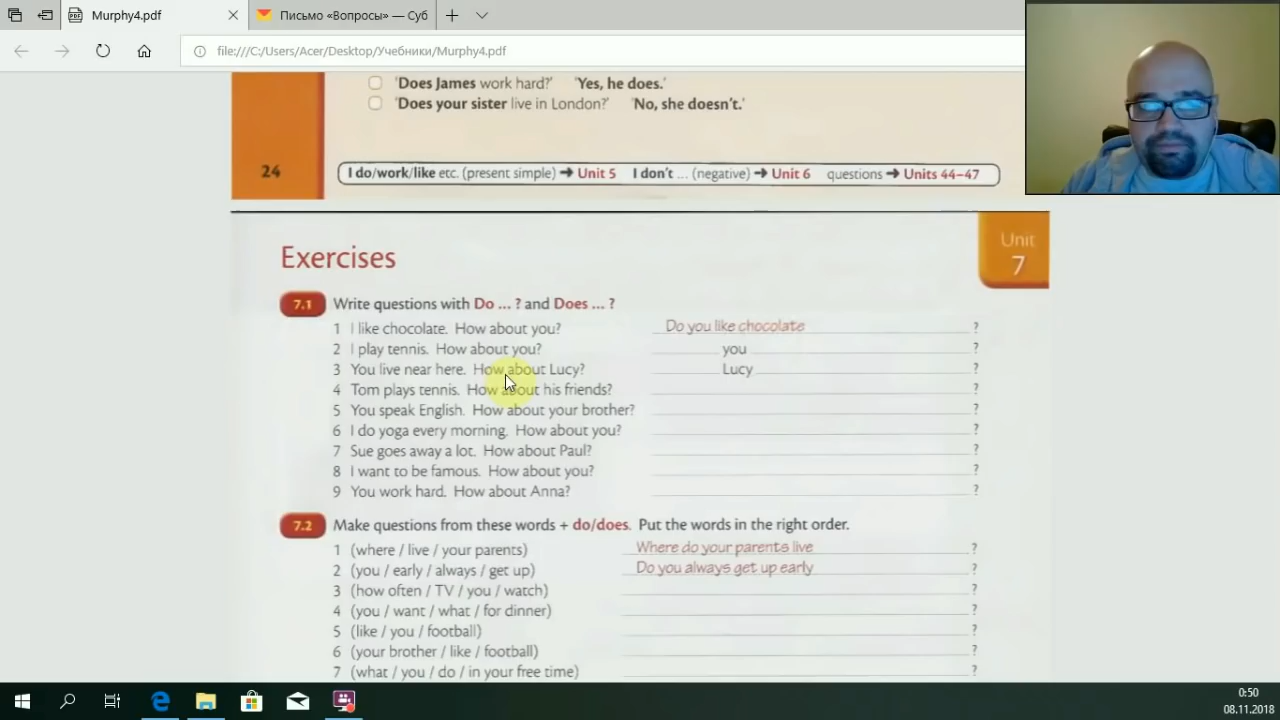 Murphy4.pdf
Письмо «Вопросы» — Суб
file:///C:/Users/Acer/Desktop/Учебники/Murphy4.pdf
'Does James work hard?' 'Yes, he does.'
'Does your sister live in London?' 'No, she doesn't.'
24
I do/work/like etc. (present simple) ➜ Unit 5 I don't ... (negative) ➜ Unit 6 questions ➜ Units 44–47
Exercises
Unit
7
7.1 Write questions with Do ... ? and Does ... ?
1 I like chocolate. How about you? Do you like chocolate ?
2 I play tennis. How about you? you ?
3 You live near here. How about Lucy? Lucy ?
4 Tom plays tennis. How about his friends? ?
5 You speak English. How about your brother? ?
6 I do yoga every morning. How about you? ?
7 Sue goes away a lot. How about Paul? ?
8 I want to be famous. How about you? ?
9 You work hard. How about Anna? ?
7.2 Make questions from these words + do/does. Put the words in the right order.
1 (where / live / your parents) Where do your parents live ?
2 (you / early / always / get up) Do you always get up early ?
3 (how often / TV / you / watch) ?
4 (you / want / what / for dinner) ?
5 (like / you / football) ?
6 (your brother / like / football) ?
7 (what / you / do / in your free time) ?
0:50
08.11.2018